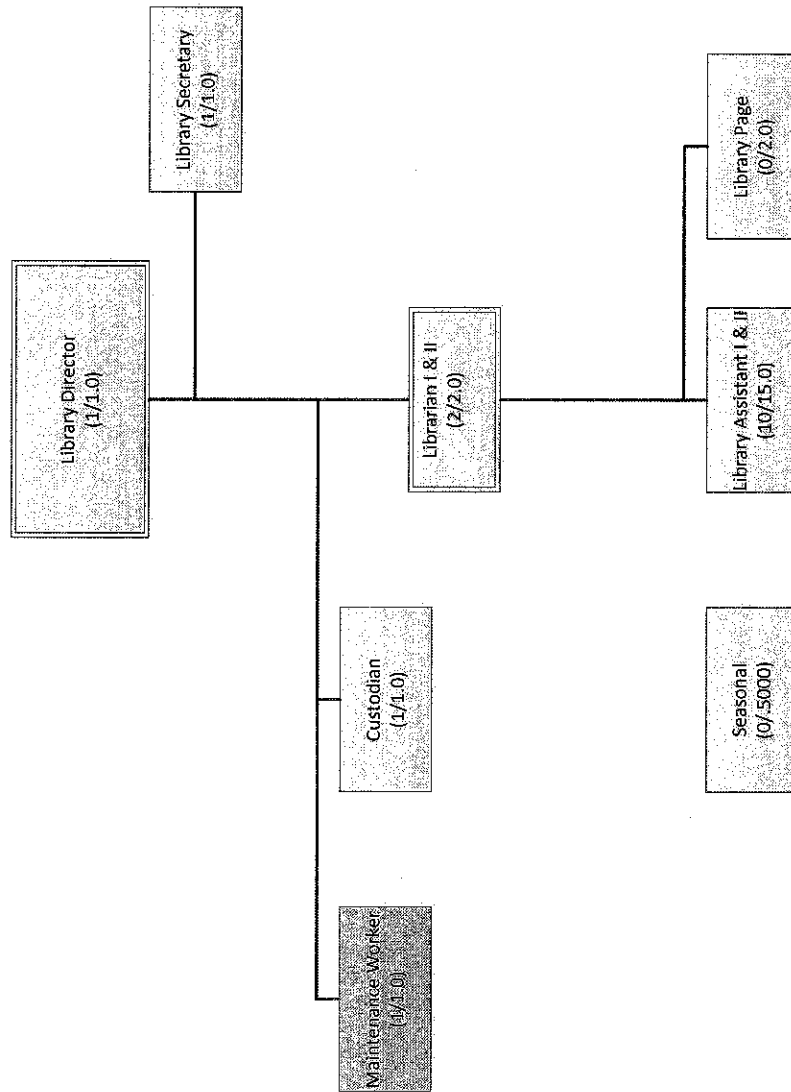 Library Director
(1/1.0)
Library Secretary
(1/1.0)
Maintenance Worker
(1/1.0)
Custodian
(1/1.0)
Librarian I & II
(2/2.0)
Seasonal
(0/.5000)
Library Assistant I & II
(10/15.0)
Library Page
(0/2.0)